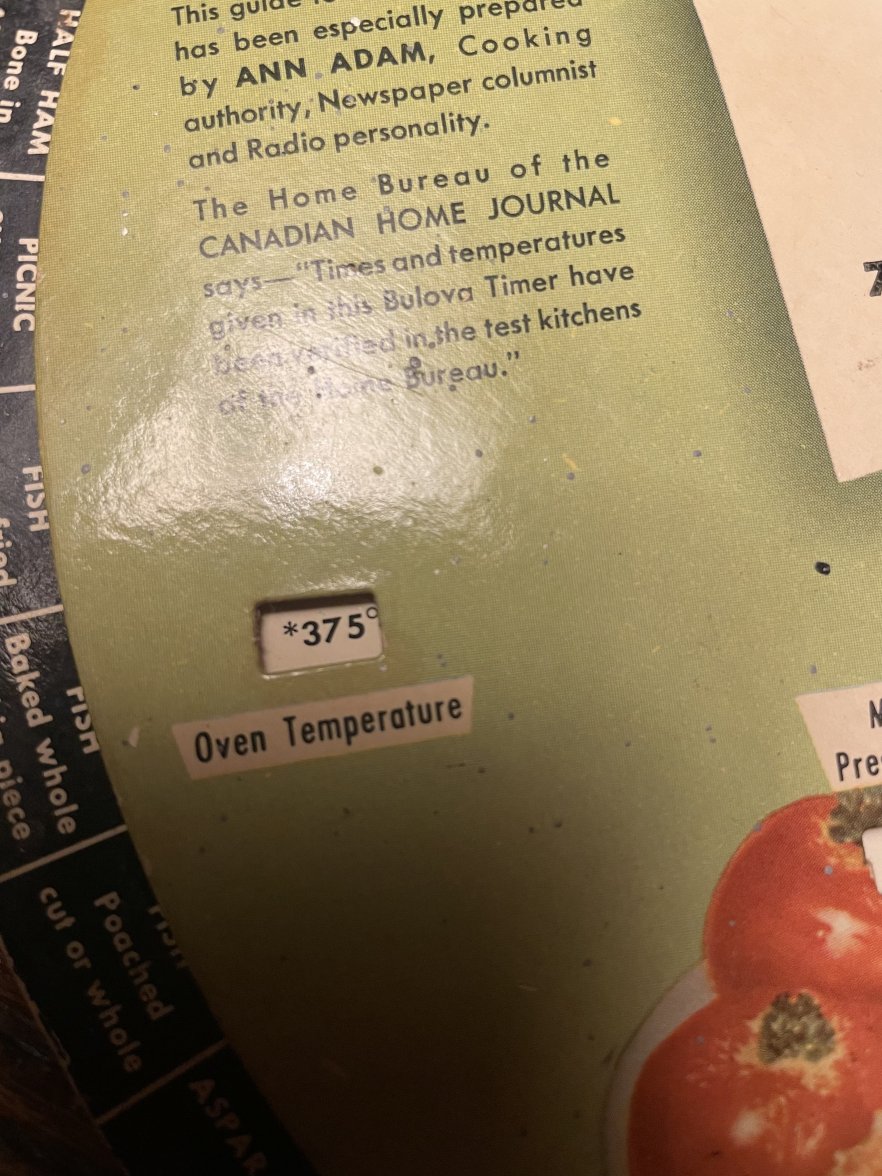 This guide
has been especially prepared
by ANN ADAM, Cooking
authority, Newspaper columnist
and Radio personality.
The Home Bureau of the
CANADIAN HOME JOURNAL
says—“Times and temperatures
given in this Bulova Timer have
been verified in the test kitchens
of the Home Bureau.”
*375°
Oven Temperature
HALF HAM
Bone in
PICNIC
FISH
fried
FISH
Baked whole
piece
FISH
Poached
cut or whole
ASPAR
Pre